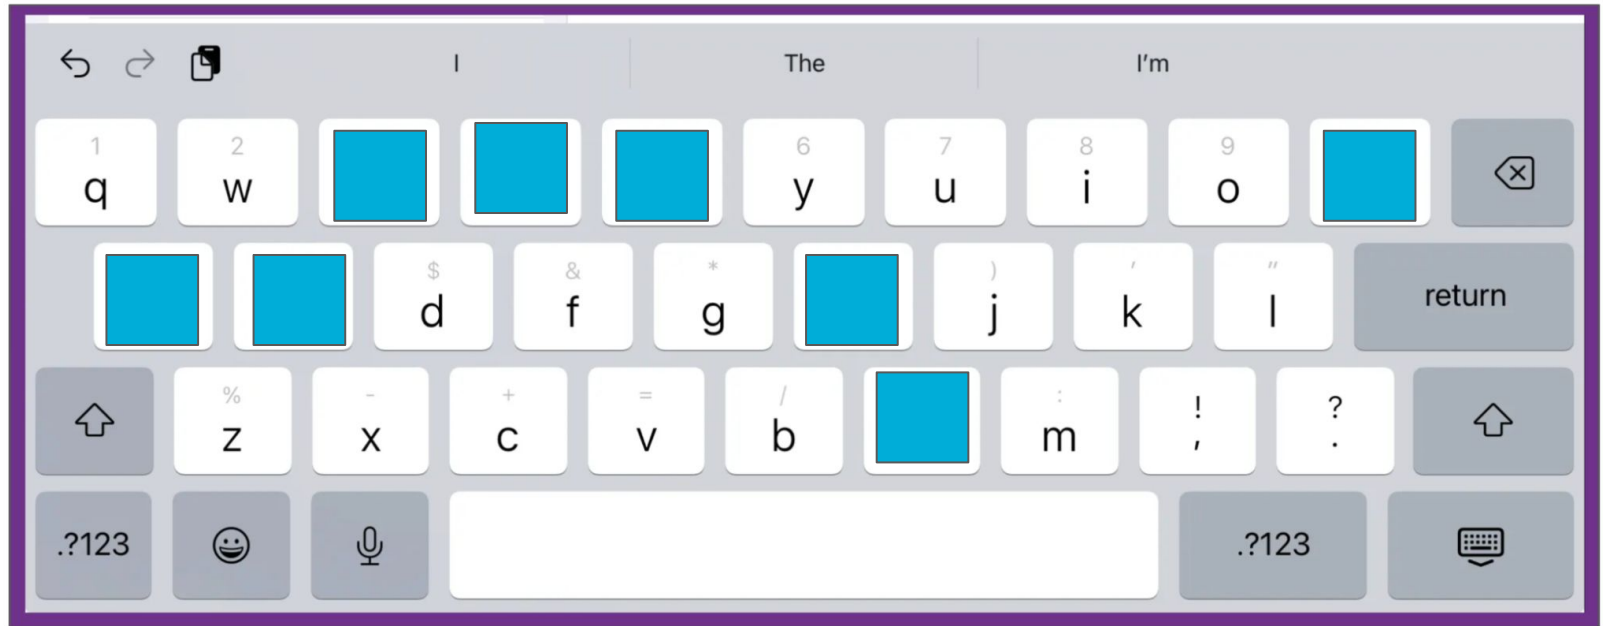 I The I'm
1 2 6 7 8 9
q w y u i o
$ & * ) ' "
d f g j k l return
% - + = / : ! ?
z x c v b m , .
.?123 .?123